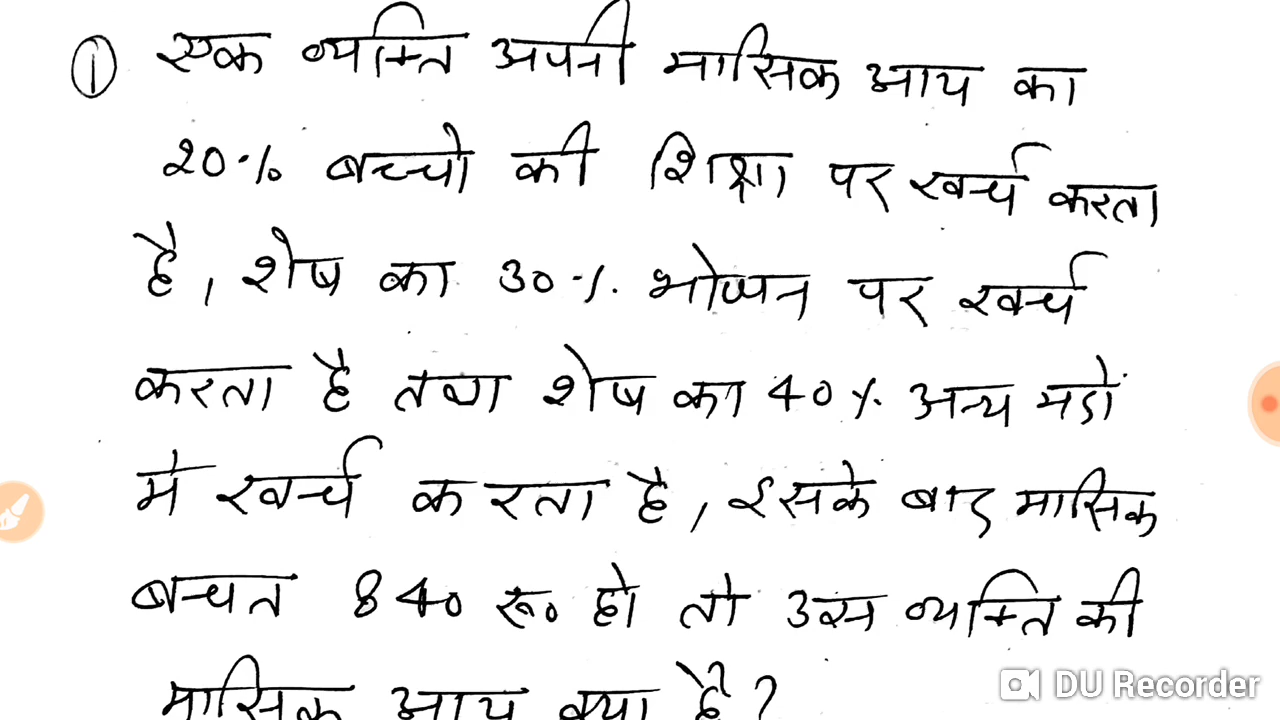 ① एक व्यक्ति अपनी मासिक आय का
20% बच्चो की शिक्षा पर खर्च करता
है, शेष का 30% भोजन पर खर्च
करता है तथा शेष का 40% अन्य मदों
मे खर्च करता है, इसके बाद मासिक
बचत 840 रू० हो तो उस व्यक्ति की
मासिक आय क्या है?
DU Recorder